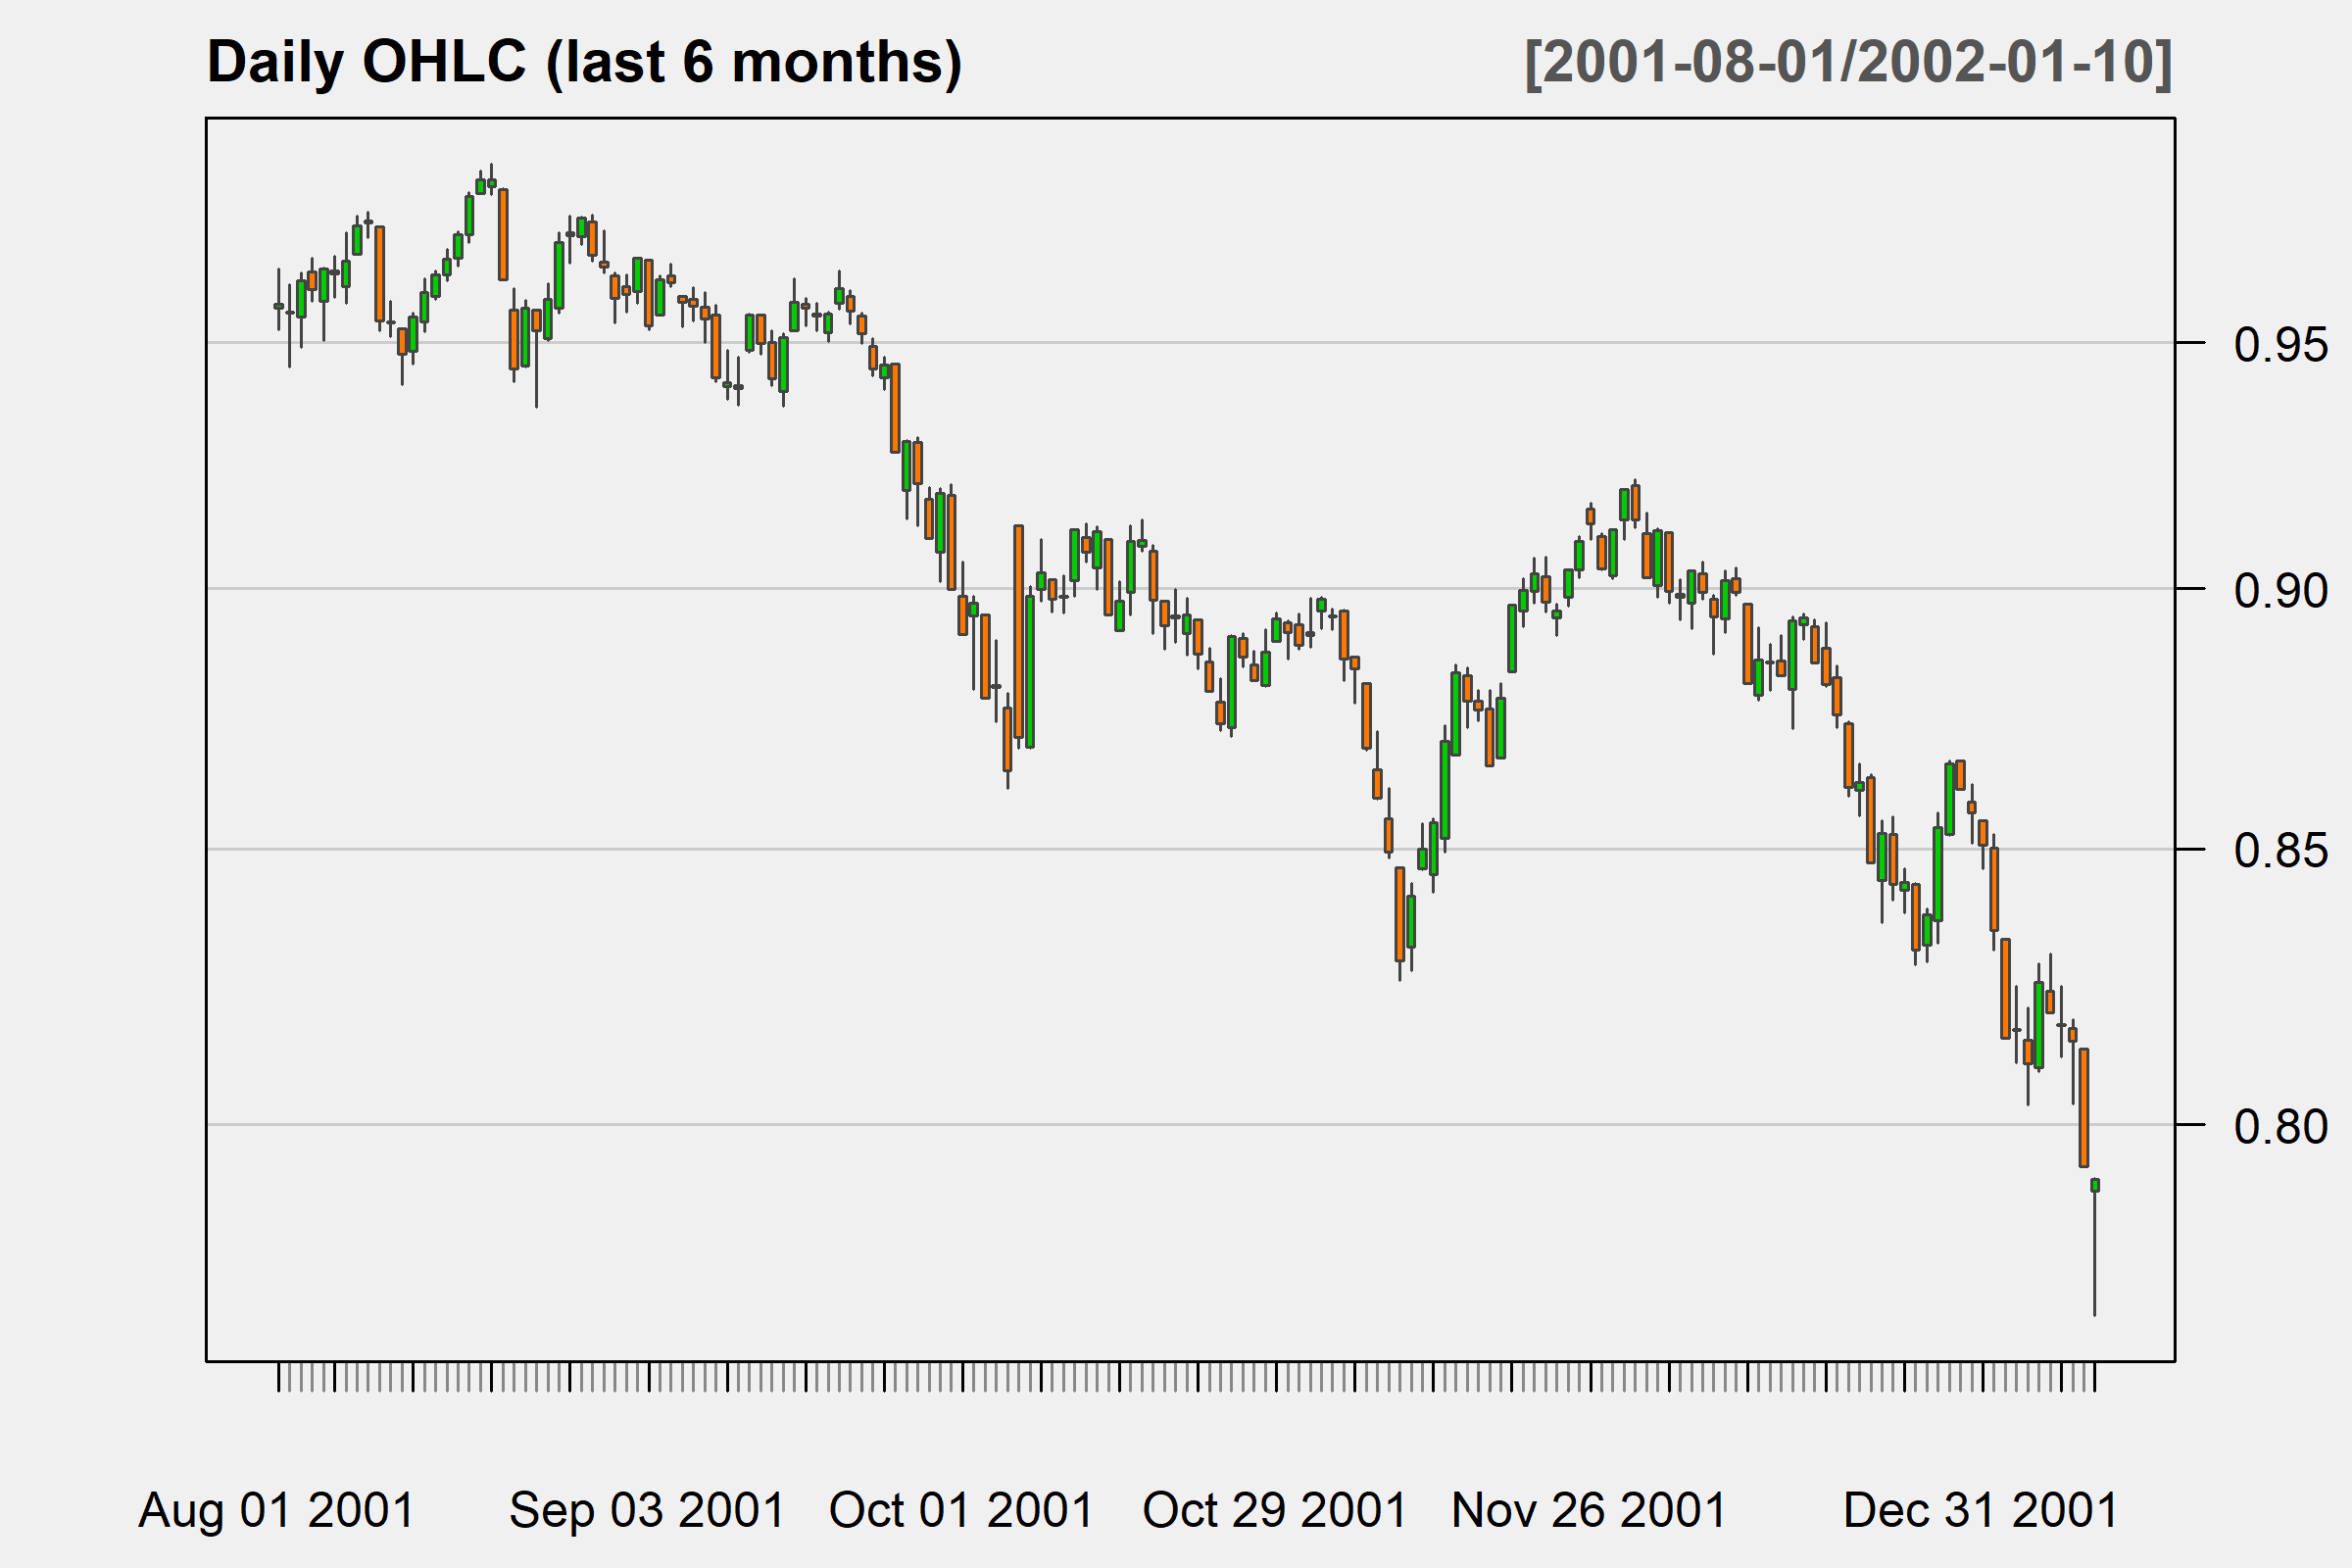 Daily OHLC (last 6 months) [2001-08-01/2002-01-10]
0.95
0.90
0.85
0.80
Aug 01 2001 Sep 03 2001 Oct 01 2001 Oct 29 2001 Nov 26 2001 Dec 31 2001